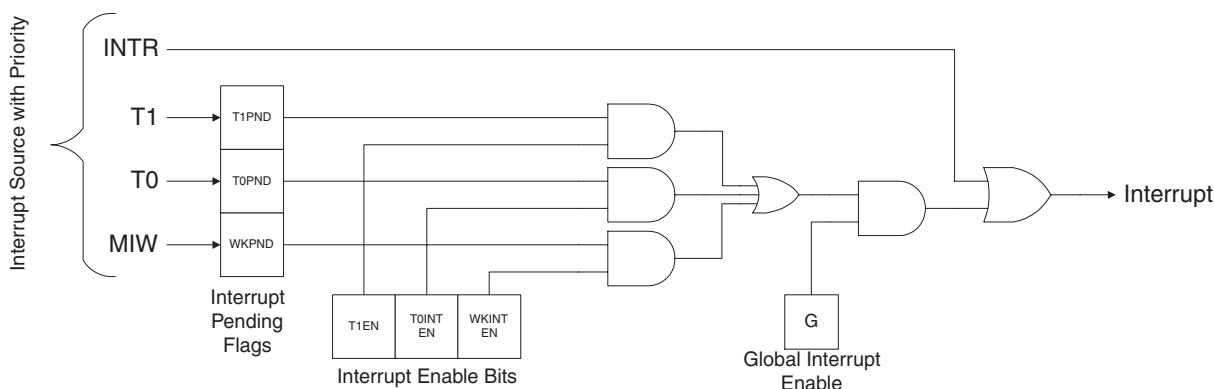 Interrupt Source with Priority
INTR
T1
T1PND
T0
T0PND
MIW
WKPND
Interrupt
Pending
Flags
T1EN
T0INT
EN
WKINT
EN
Interrupt Enable Bits
G
Global Interrupt
Enable
Interrupt